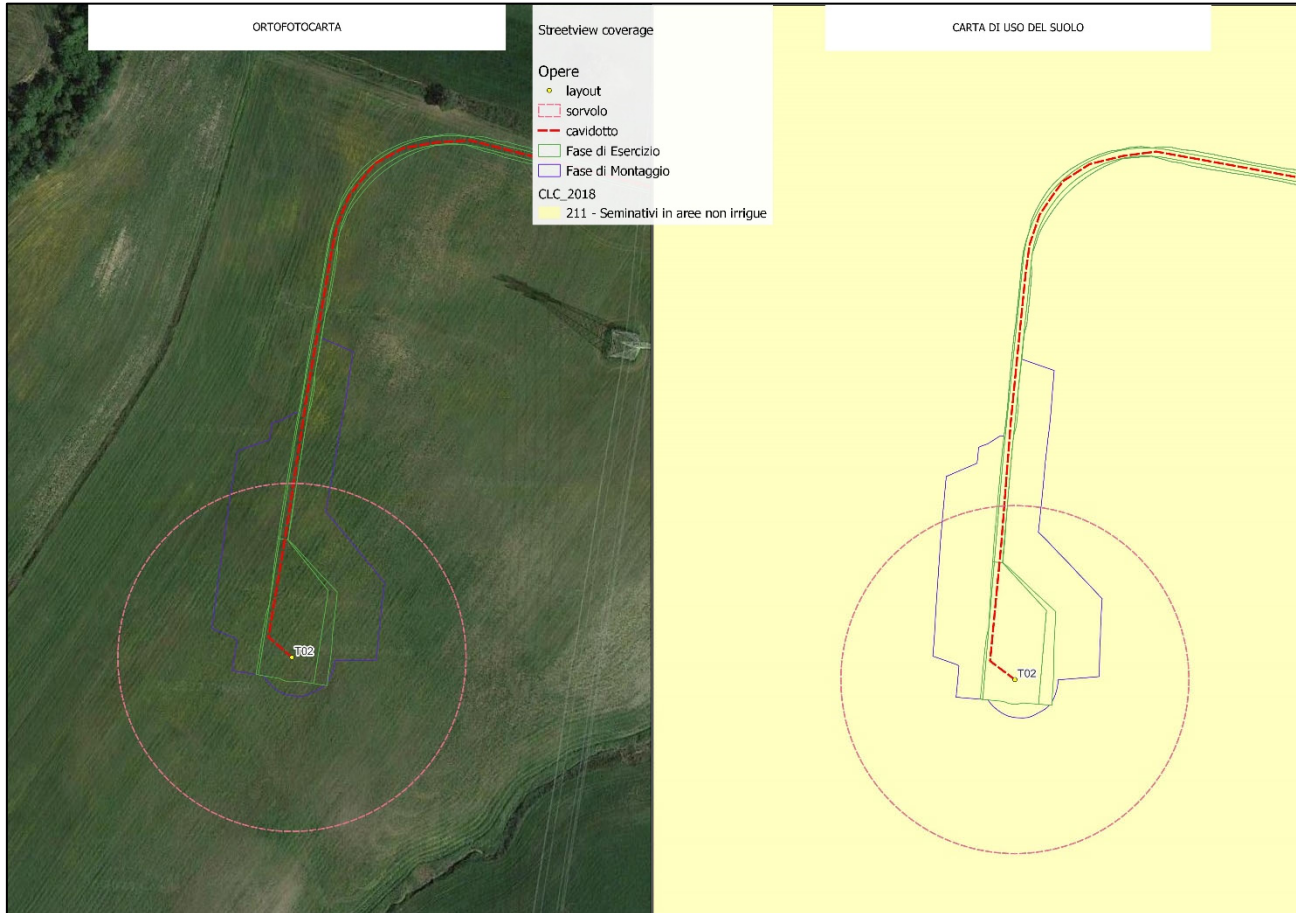 ORTOFOTOCARTA
Streetview coverage
CARTA DI USO DEL SUOLO
Opere
layout
sorvolo
cavidotto
Fase di Esercizio
Fase di Montaggio
CLC_2018
211 - Seminativi in aree non irrigue
T02
T02